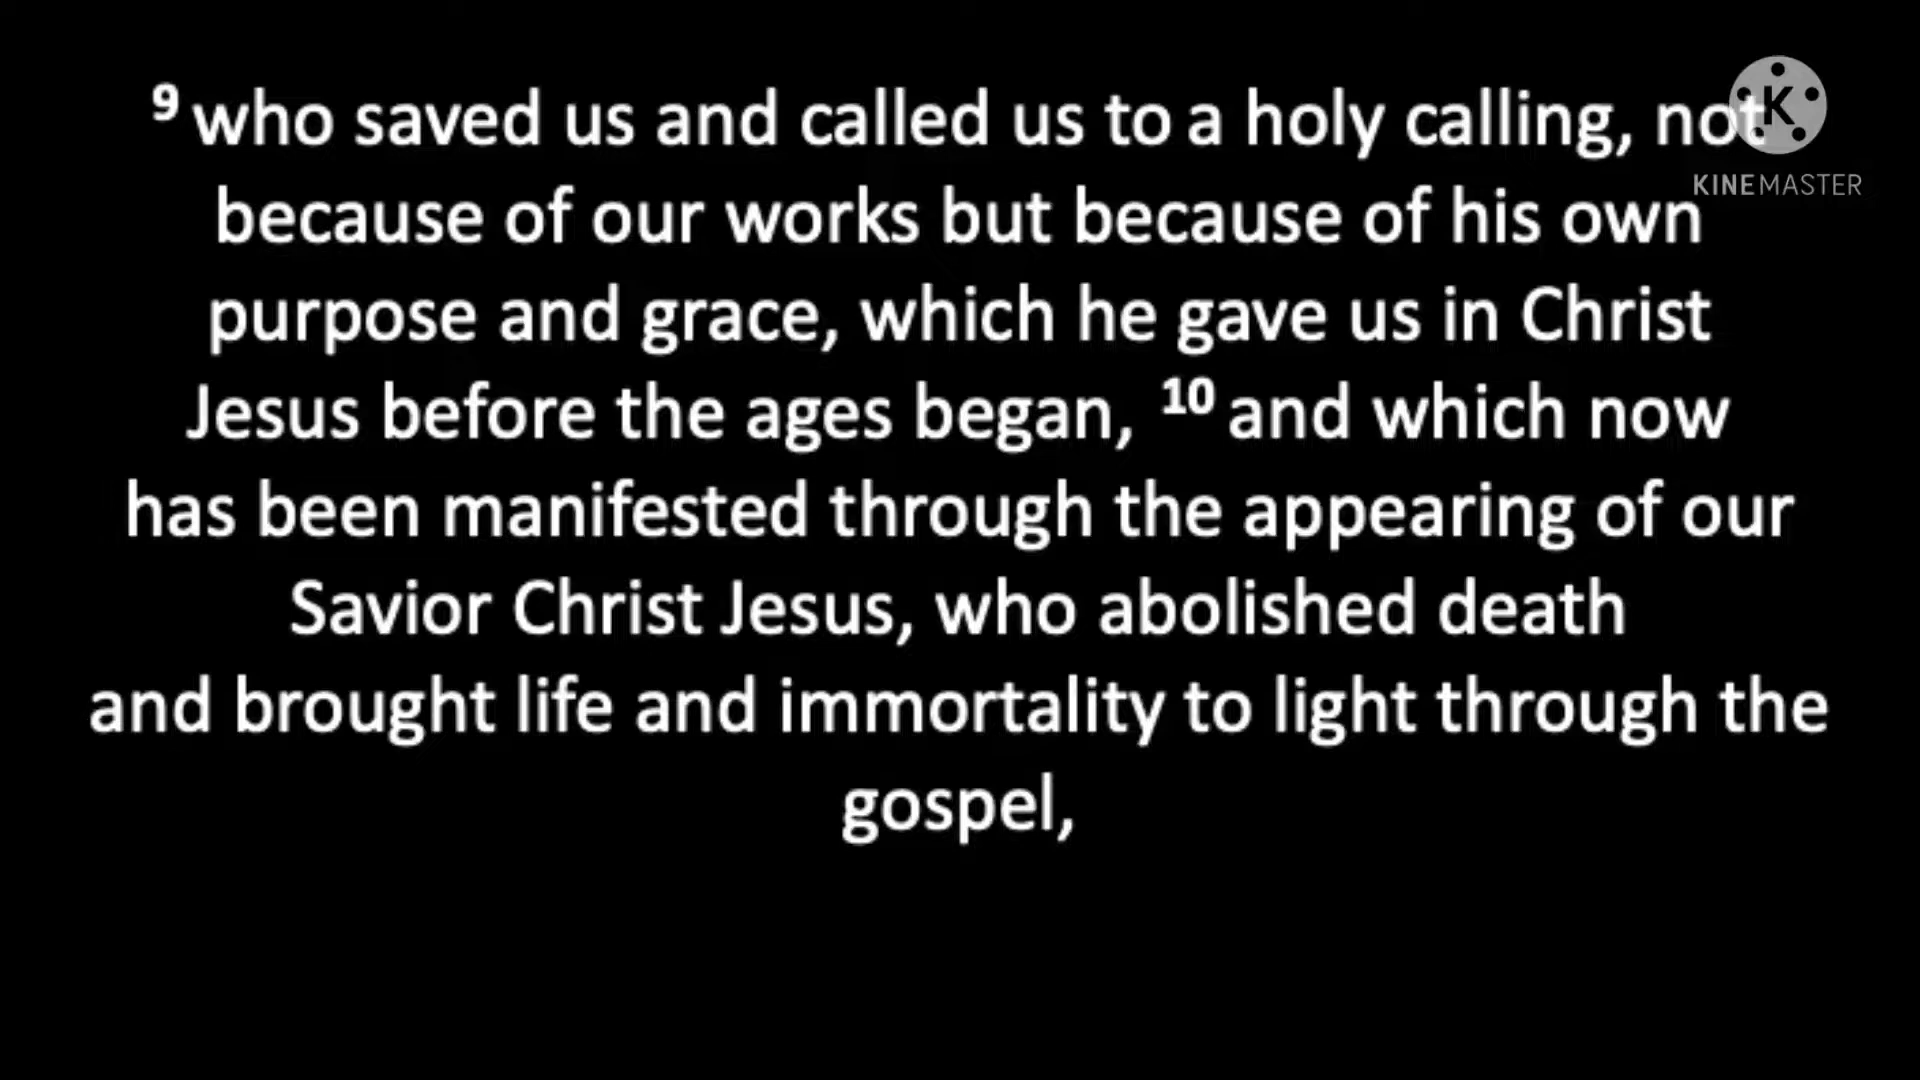 ⁹ who saved us and called us to a holy calling, not
because of our works but because of his own
purpose and grace, which he gave us in Christ
Jesus before the ages began, ¹⁰ and which now
has been manifested through the appearing of our
Savior Christ Jesus, who abolished death
and brought life and immortality to light through the
gospel,
K
KINEMASTER